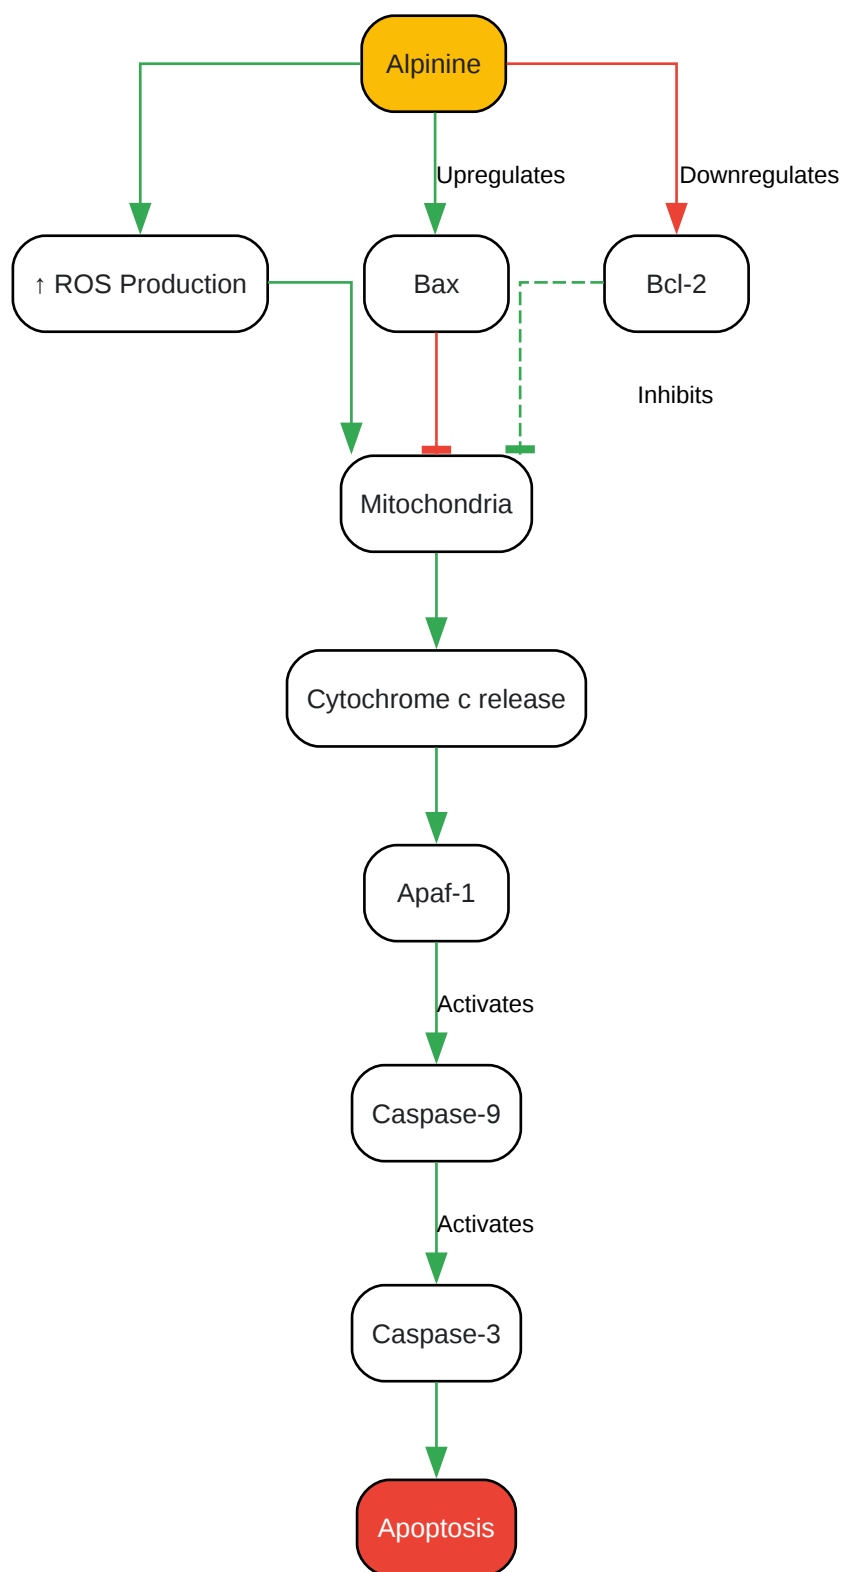 Alpinine
Upregulates
Downregulates
↑ ROS Production
Bax
Bcl-2
Inhibits
Mitochondria
Cytochrome c release
Apaf-1
Activates
Caspase-9
Activates
Caspase-3
Apoptosis